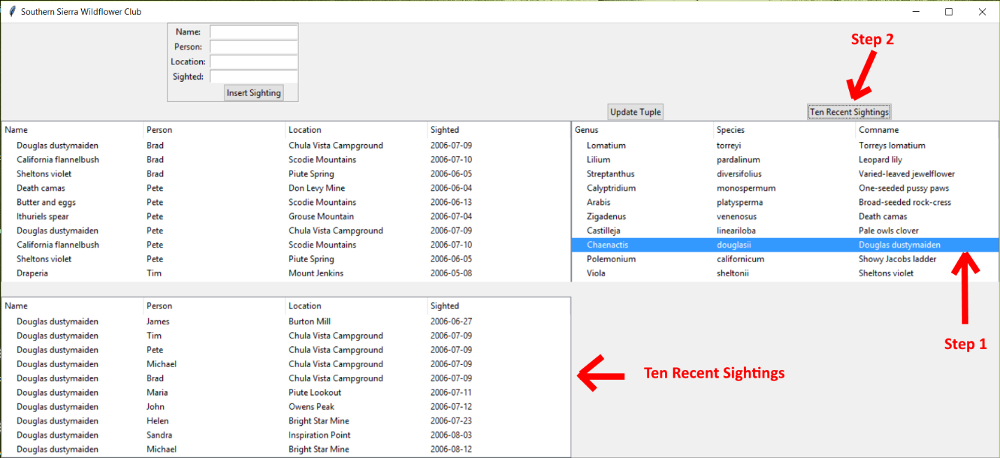 Southern Sierra Wildflower Club
Name:
Person:
Location:
Sighted:
Insert Sighting
Step 2
Update Tuple
Ten Recent Sightings
Name Person Location Sighted
Douglas dustymaiden Brad Chula Vista Campground 2006-07-09
California flannelbush Brad Scodie Mountains 2006-07-10
Sheltons violet Brad Piute Spring 2006-06-05
Death camas Pete Don Levy Mine 2006-06-04
Butter and eggs Pete Scodie Mountains 2006-06-13
Ithuriels spear Pete Grouse Mountain 2006-07-04
Douglas dustymaiden Pete Chula Vista Campground 2006-07-09
California flannelbush Pete Scodie Mountains 2006-07-10
Sheltons violet Pete Piute Spring 2006-06-05
Draperia Tim Mount Jenkins 2006-05-08
Genus Species Comname
Lomatium torreyi Torreys lomatium
Lilium pardalinum Leopard lily
Streptanthus diversifolius Varied-leaved jewelflower
Calyptridium monospermum One-seeded pussy paws
Arabis platysperma Broad-seeded rock-cress
Zigadenus venenosus Death camas
Castilleja lineariloba Pale owls clover
Chaenactis douglasii Douglas dustymaiden
Polemonium californicum Showy Jacobs ladder
Viola sheltonii Sheltons violet
Step 1
Name Person Location Sighted
Douglas dustymaiden James Burton Mill 2006-06-27
Douglas dustymaiden Tim Chula Vista Campground 2006-07-09
Douglas dustymaiden Pete Chula Vista Campground 2006-07-09
Douglas dustymaiden Michael Chula Vista Campground 2006-07-09
Douglas dustymaiden Brad Chula Vista Campground 2006-07-09
Douglas dustymaiden Maria Piute Lookout 2006-07-11
Douglas dustymaiden John Owens Peak 2006-07-12
Douglas dustymaiden Helen Bright Star Mine 2006-07-23
Douglas dustymaiden Sandra Inspiration Point 2006-08-03
Douglas dustymaiden Michael Bright Star Mine 2006-08-12
Ten Recent Sightings